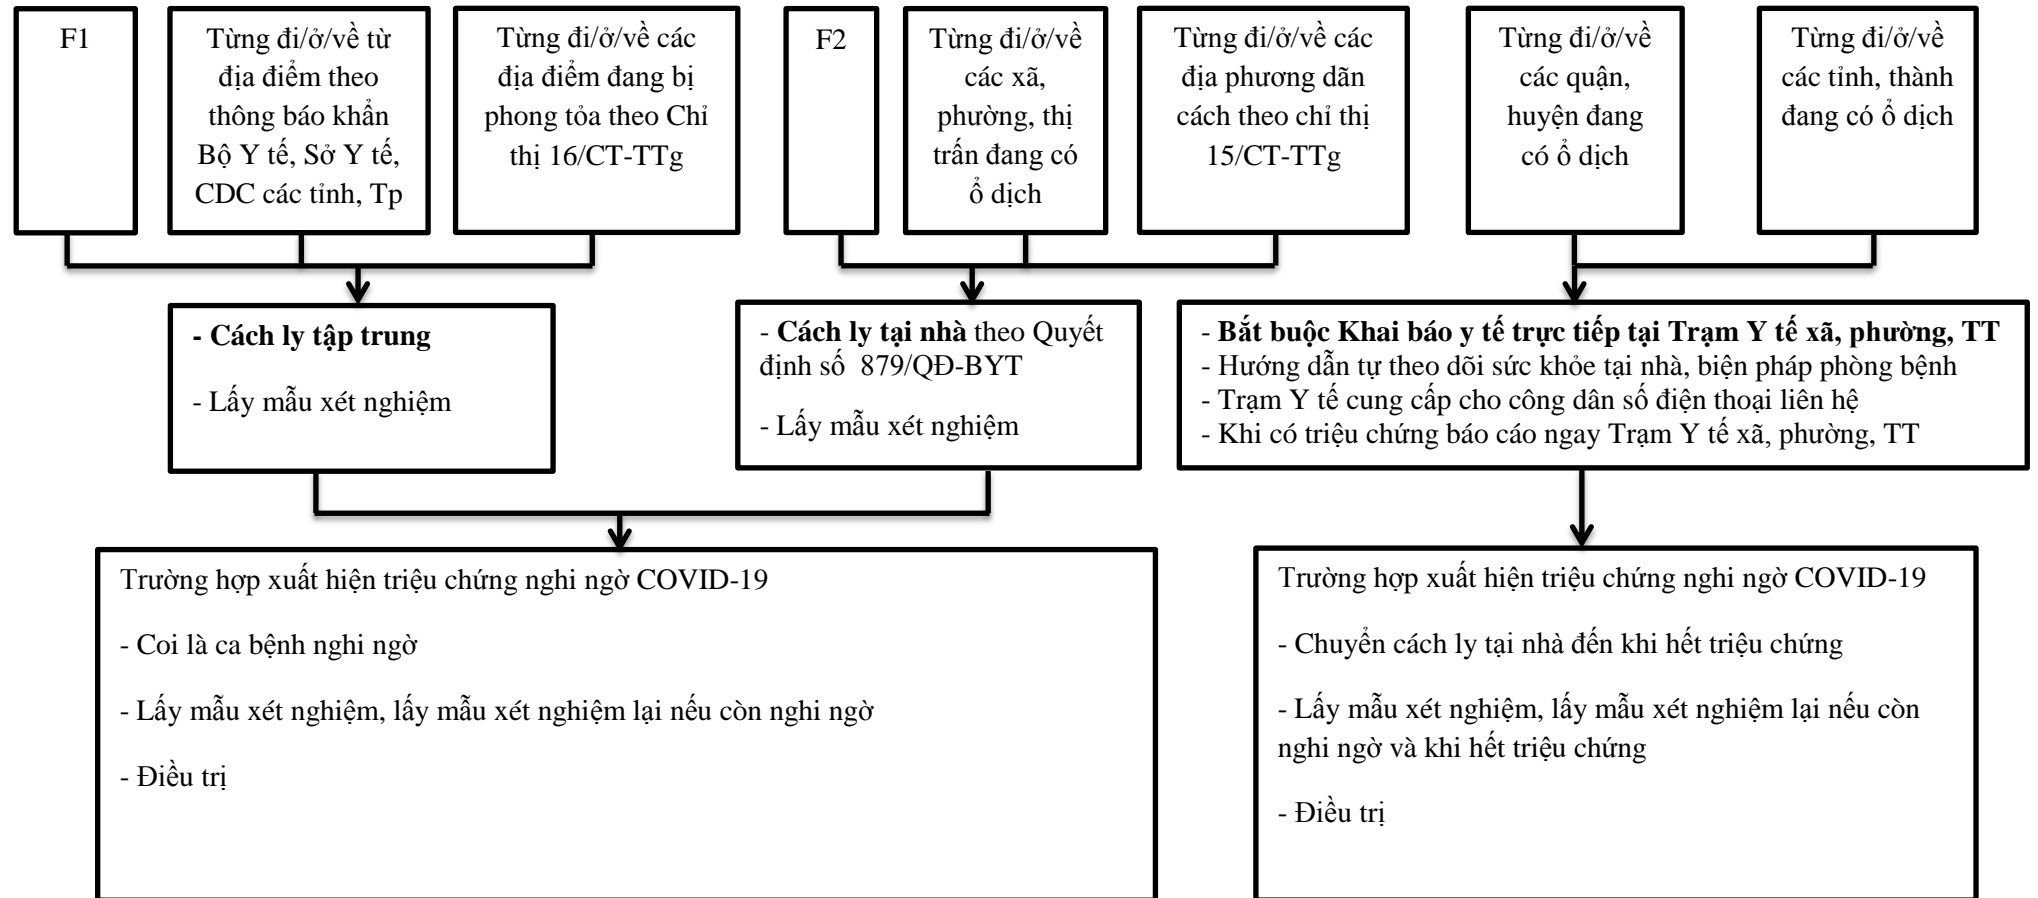 F1
Từng đi/ở/về từ
địa điểm theo
thông báo khẩn
Bộ Y tế, Sở Y tế,
CDC các tỉnh, Tp
Từng đi/ở/về các
địa điểm đang bị
phong tỏa theo Chỉ
thị 16/CT-TTg
F2
Từng đi/ở/về
các xã,
phường, thị
trấn đang có
ổ dịch
Từng đi/ở/về các
địa phương dãn
cách theo chỉ thị
15/CT-TTg
Từng đi/ở/về
các quận,
huyện đang
có ổ dịch
Từng đi/ở/về
các tỉnh, thành
đang có ổ dịch
- Cách ly tập trung
- Lấy mẫu xét nghiệm
- Cách ly tại nhà theo Quyết
định số 879/QĐ-BYT
- Lấy mẫu xét nghiệm
- Bắt buộc Khai báo y tế trực tiếp tại Trạm Y tế xã, phường, TT
- Hướng dẫn tự theo dõi sức khỏe tại nhà, biện pháp phòng bệnh
- Trạm Y tế cung cấp cho công dân số điện thoại liên hệ
- Khi có triệu chứng báo cáo ngay Trạm Y tế xã, phường, TT
Trường hợp xuất hiện triệu chứng nghi ngờ COVID-19
- Coi là ca bệnh nghi ngờ
- Lấy mẫu xét nghiệm, lấy mẫu xét nghiệm lại nếu còn nghi ngờ
- Điều trị
Trường hợp xuất hiện triệu chứng nghi ngờ COVID-19
- Chuyển cách ly tại nhà đến khi hết triệu chứng
- Lấy mẫu xét nghiệm, lấy mẫu xét nghiệm lại nếu còn
nghi ngờ và khi hết triệu chứng
- Điều trị